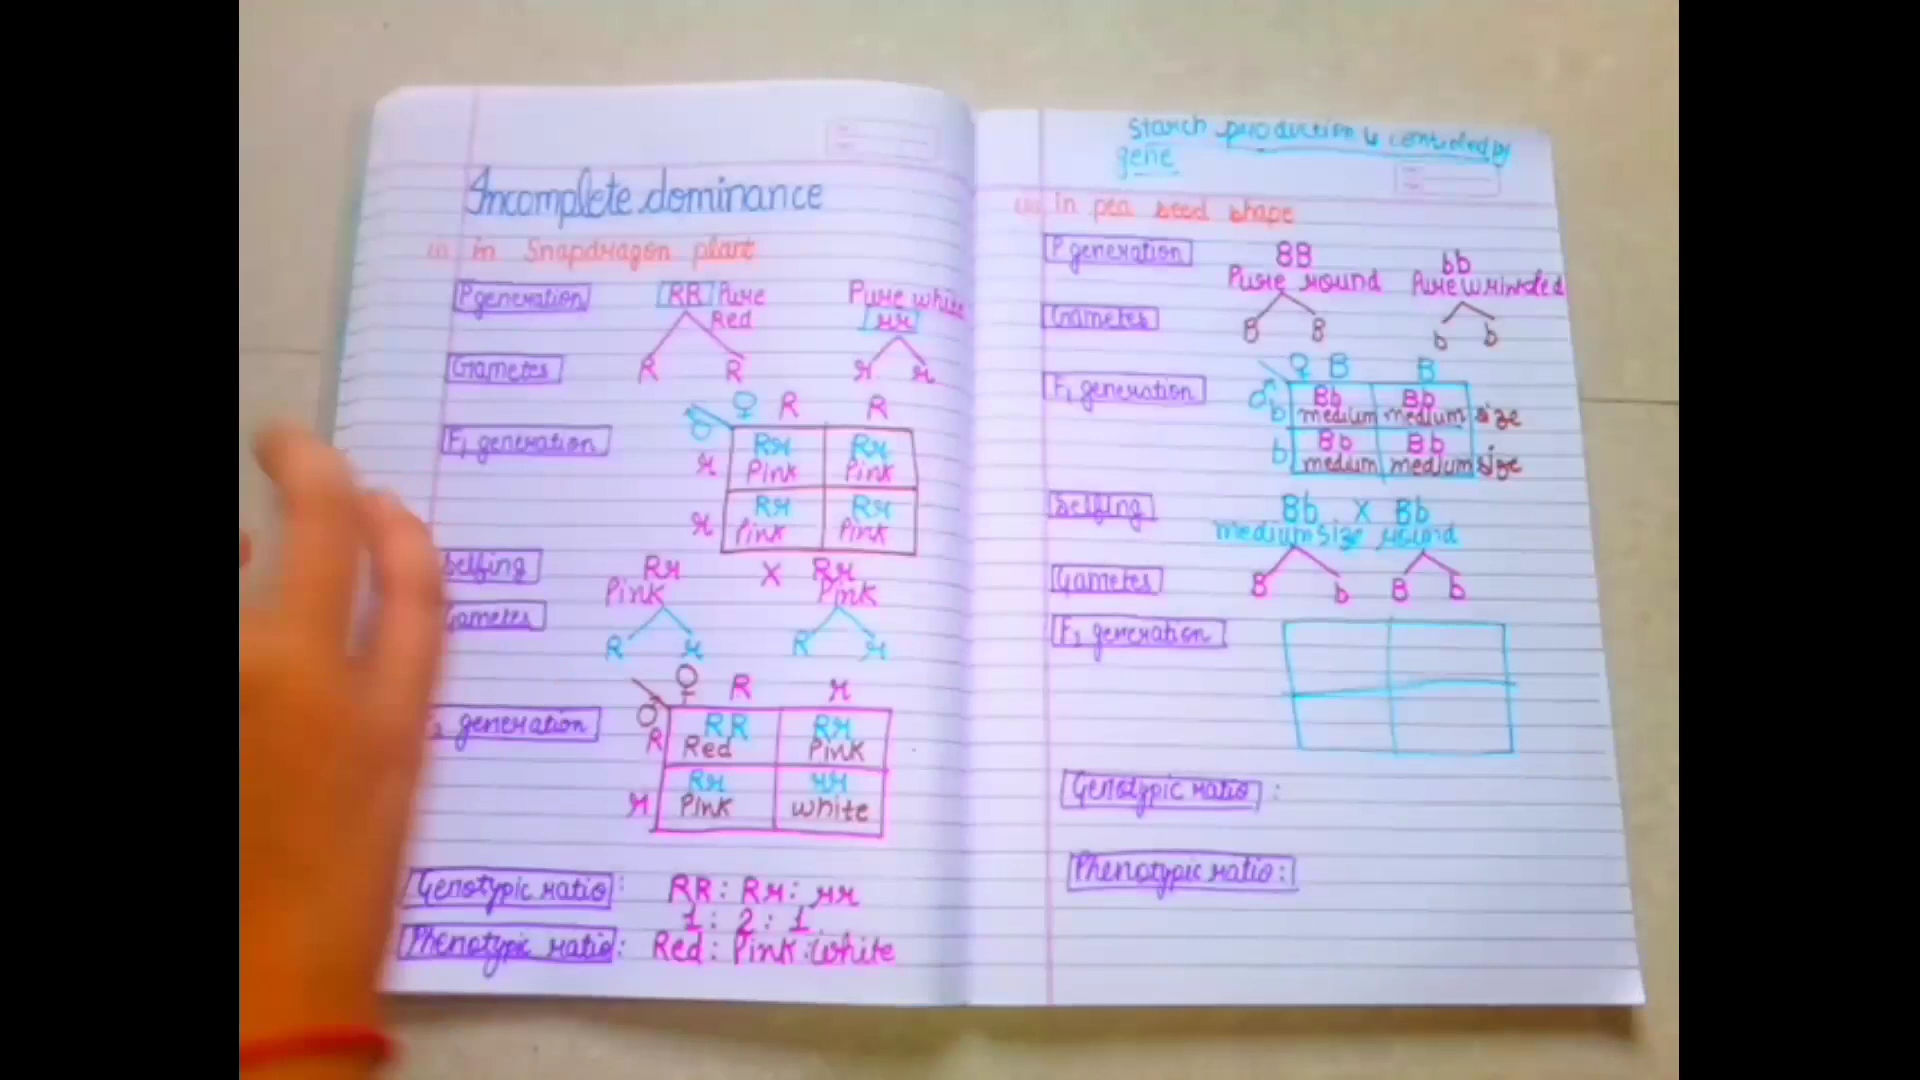 Incomplete dominance
(i) in Snapdragon plant
P generation RR Pure Red Pure white rr
Gametes R R r r
♀ R R
♂
F1 generation
r Rr Pink Rr Pink
r Rr Pink Rr Pink
Selfing Rr Pink X Rr Pink
Gametes R r R r
♀ R r
♂
F2 generation
R RR Red Rr Pink
r Rr Pink rr white
Genotypic ratio: RR : Rr : rr
1 : 2 : 1
Phenotypic ratio: Red : Pink : white
Starch production is controled by
gene
In pea seed shape
P generation BB bb
Pure round Pure wrinkled
Gametes B B b b
♀ B B
♂
F1 generation
b Bb medium Bb medium size
b Bb medium Bb medium size
Selfing Bb X Bb
medium size round
Gametes B b B b
F2 generation
Genotypic ratio :
Phenotypic ratio :